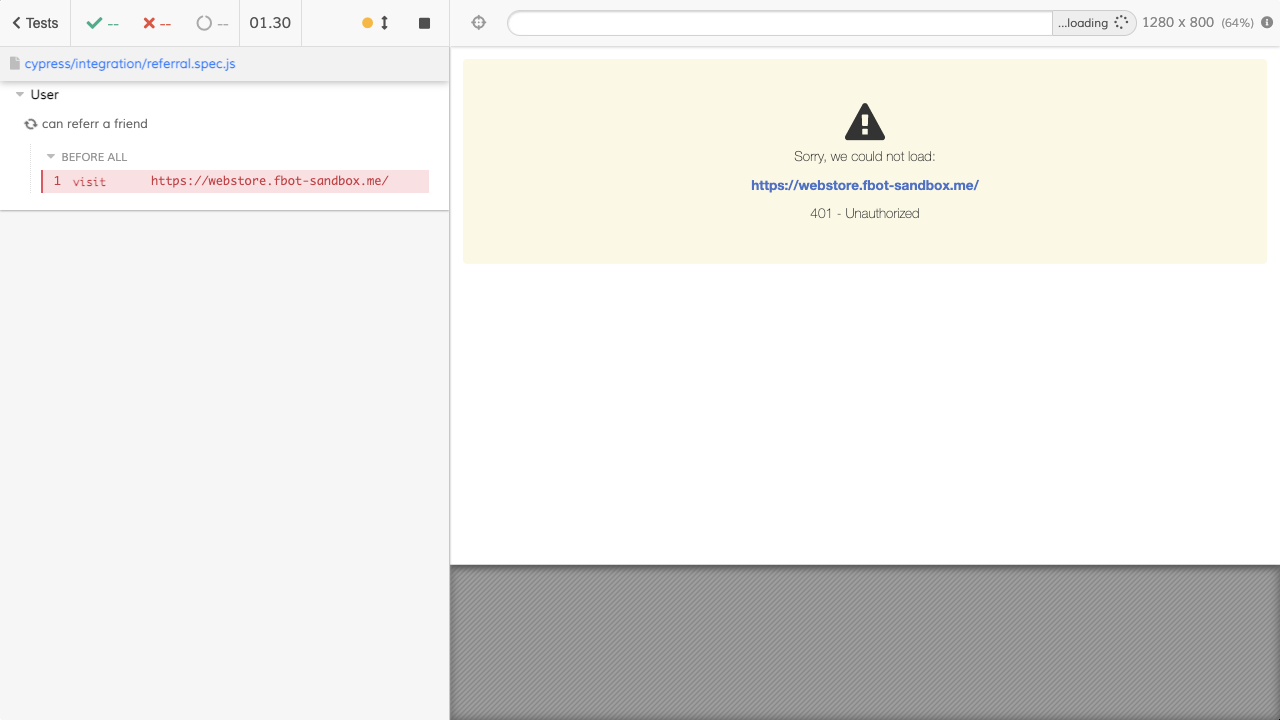 Tests
--
--
--
01.30
...loading
1280 x 800 (64%)
cypress/integration/referral.spec.js
User
can referr a friend
BEFORE ALL
1 visit https://webstore.fbot-sandbox.me/
Sorry, we could not load:
https://webstore.fbot-sandbox.me/
401 - Unauthorized